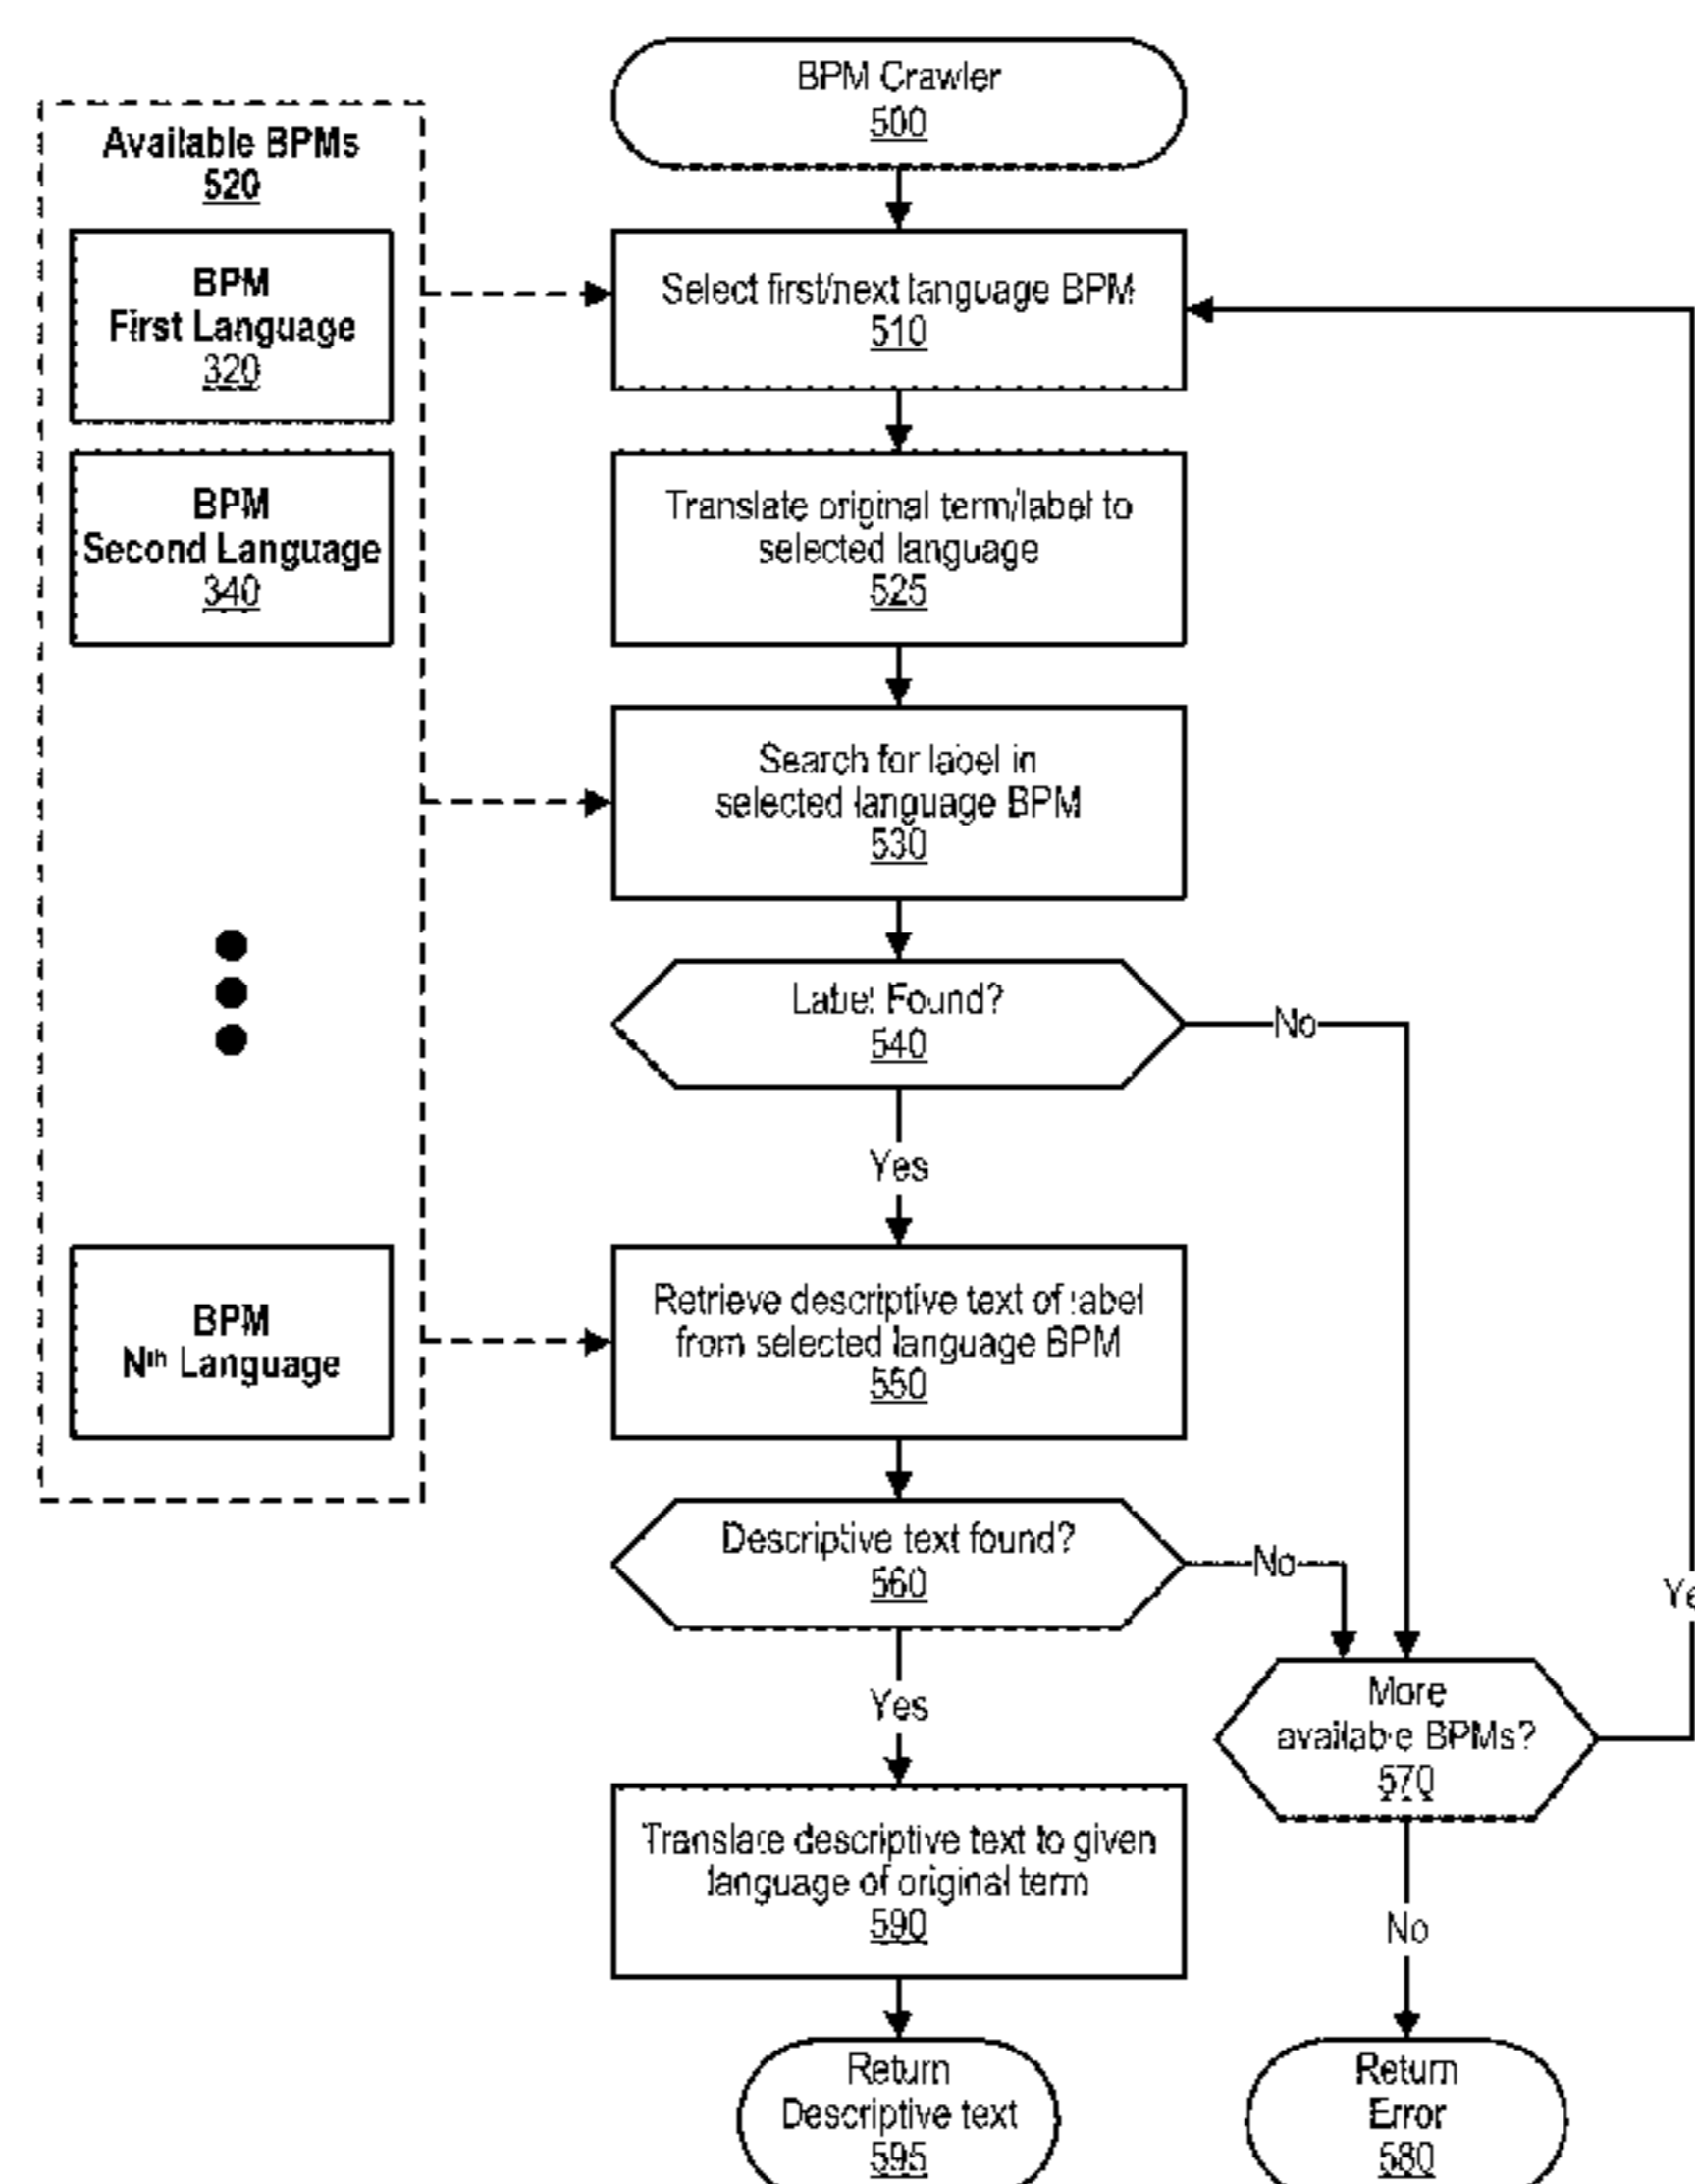 BPM Crawler
500
Available BPMs
520
BPM
First Language
320
Select first/next language BPM
510
BPM
Second Language
340
Translate original term/label to
selected language
525
Search for label in
selected language BPM
530
Label Found?
540
No
Yes
BPM
Nth Language
Retrieve descriptive text of label
from selected language BPM
550
Descriptive text found?
560
No
Ye
Yes
More
available BPMs?
570
Translate descriptive text to given
language of original term
590
No
Return
Descriptive text
595
Return
Error
580